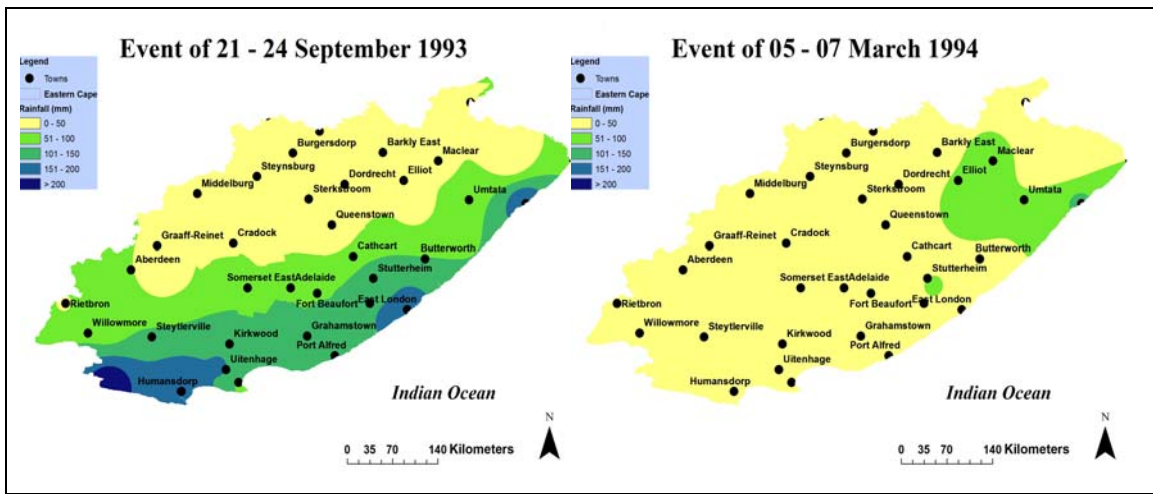 Event of 21 - 24 September 1993
Legend
Towns
Eastern Cape
Rainfall (mm)
0 - 50
51 - 100
101 - 150
151 - 200
> 200
Burgersdorp
Barkly East
Maclear
Steynsburg
Dordrecht
Elliot
Middelburg
Sterkstroom
Umtata
Queenstown
Graaff-Reinet
Cradock
Cathcart
Butterworth
Aberdeen
Stutterheim
Somerset East
Adelaide
Rietbron
Fort Beaufort
East London
Willowmore
Steytlerville
Kirkwood
Grahamstown
Port Alfred
Uitenhage
Humansdorp
Indian Ocean
N
0 35 70 140 Kilometers
Event of 05 - 07 March 1994
Legend
Towns
Eastern Cape
Rainfall (mm)
0 - 50
51 - 100
101 - 150
151 - 200
> 200
Burgersdorp
Barkly East
Maclear
Steynsburg
Dordrecht
Elliot
Middelburg
Sterkstroom
Umtata
Queenstown
Graaff-Reinet
Cradock
Cathcart
Butterworth
Aberdeen
Stutterheim
Somerset East
Adelaide
Rietbron
Fort Beaufort
East London
Willowmore
Steytlerville
Kirkwood
Grahamstown
Port Alfred
Uitenhage
Humansdorp
Indian Ocean
N
0 35 70 140 Kilometers